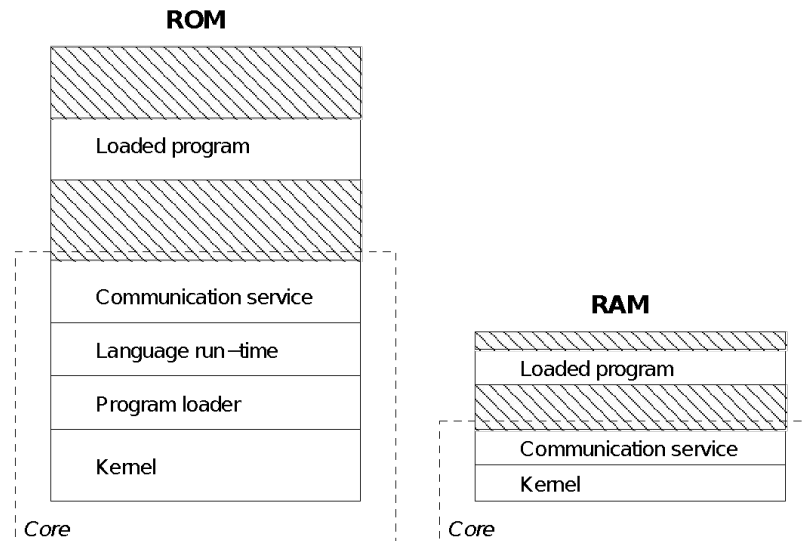 ROM
Loaded program
Communication service
Language run−time
Program loader
Kernel
Core
RAM
Loaded program
Communication service
Kernel
Core